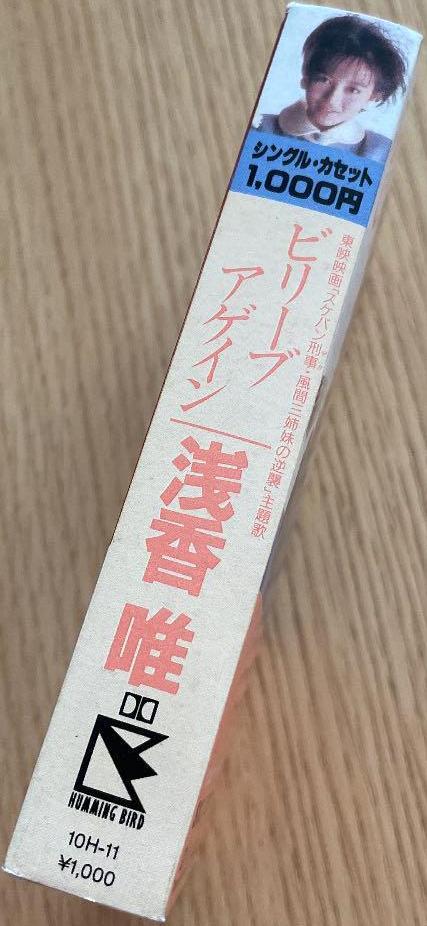 シングル・カセット
1,000円
東映映画「スケバン刑事・風間三姉妹の逆襲」主題歌
ビリーブ
アゲイン
浅香 唯
HUMMING BIRD
10H-11
¥1,000